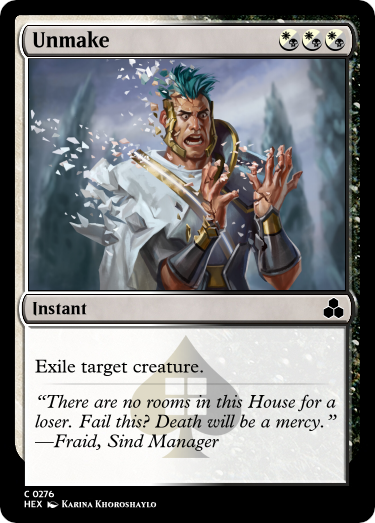 Unmake
Instant
Exile target creature.
“There are no rooms in this House for a
loser. Fail this? Death will be a mercy.”
—Fraid, Sind Manager
C 0276
HEX Karina Khoroshaylo